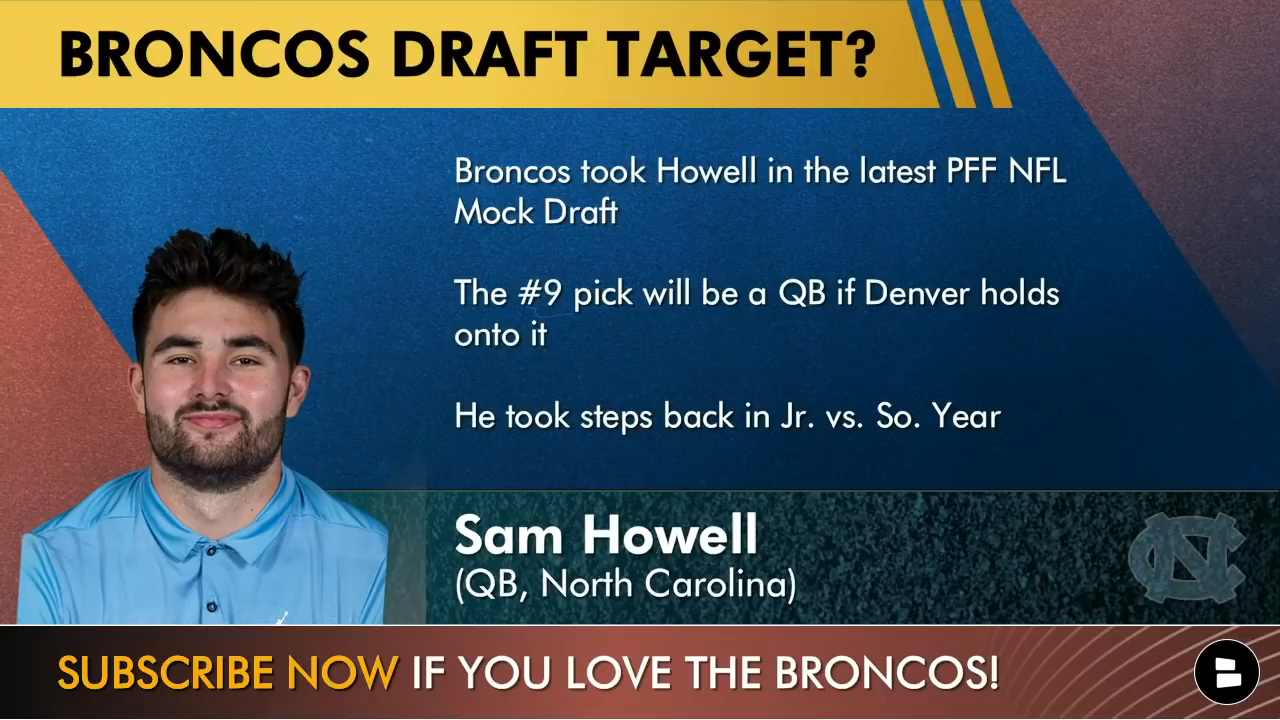 BRONCOS DRAFT TARGET?
Broncos took Howell in the latest PFF NFL
Mock Draft
The #9 pick will be a QB if Denver holds
onto it
He took steps back in Jr. vs. So. Year
Sam Howell
(QB, North Carolina)
NC
SUBSCRIBE NOW IF YOU LOVE THE BRONCOS!